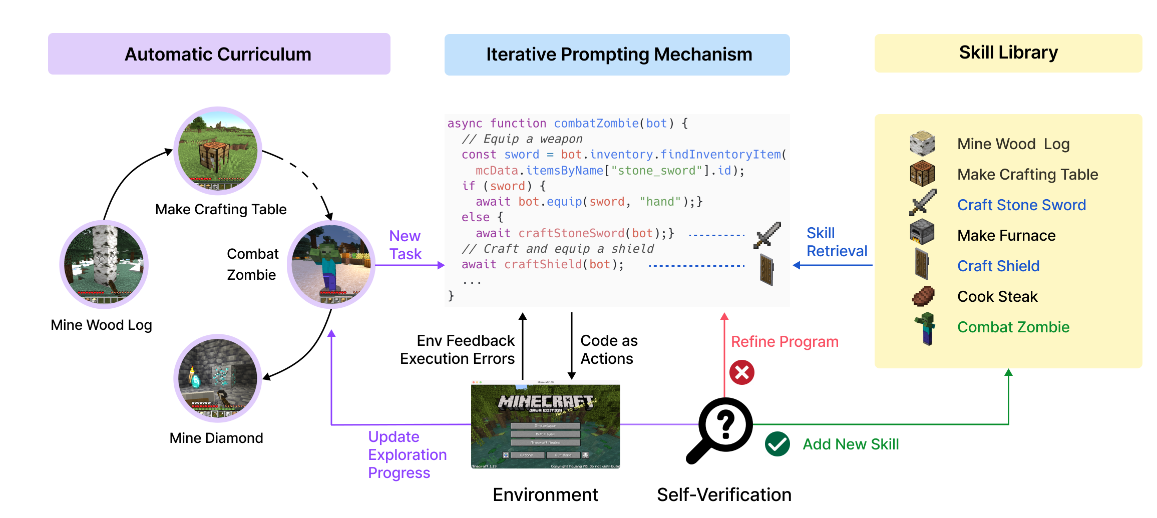 Automatic Curriculum
Iterative Prompting Mechanism
Skill Library
Make Crafting Table
Combat
Zombie
Mine Wood Log
Mine Diamond
New
Task
async function combatZombie(bot) {
// Equip a weapon
const sword = bot.inventory.findInventoryItem(
mcData.itemsByName["stone_sword"].id);
if (sword) {
await bot.equip(sword, "hand");}
else {
await craftStoneSword(bot);}
// Craft and equip a shield
await craftShield(bot);
...
}
Skill
Retrieval
Mine Wood Log
Make Crafting Table
Craft Stone Sword
Make Furnace
Craft Shield
Cook Steak
Combat Zombie
Env Feedback
Execution Errors
Code as
Actions
Refine Program
MINECRAFT
?
Add New Skill
Update
Exploration
Progress
Environment
Self-Verification